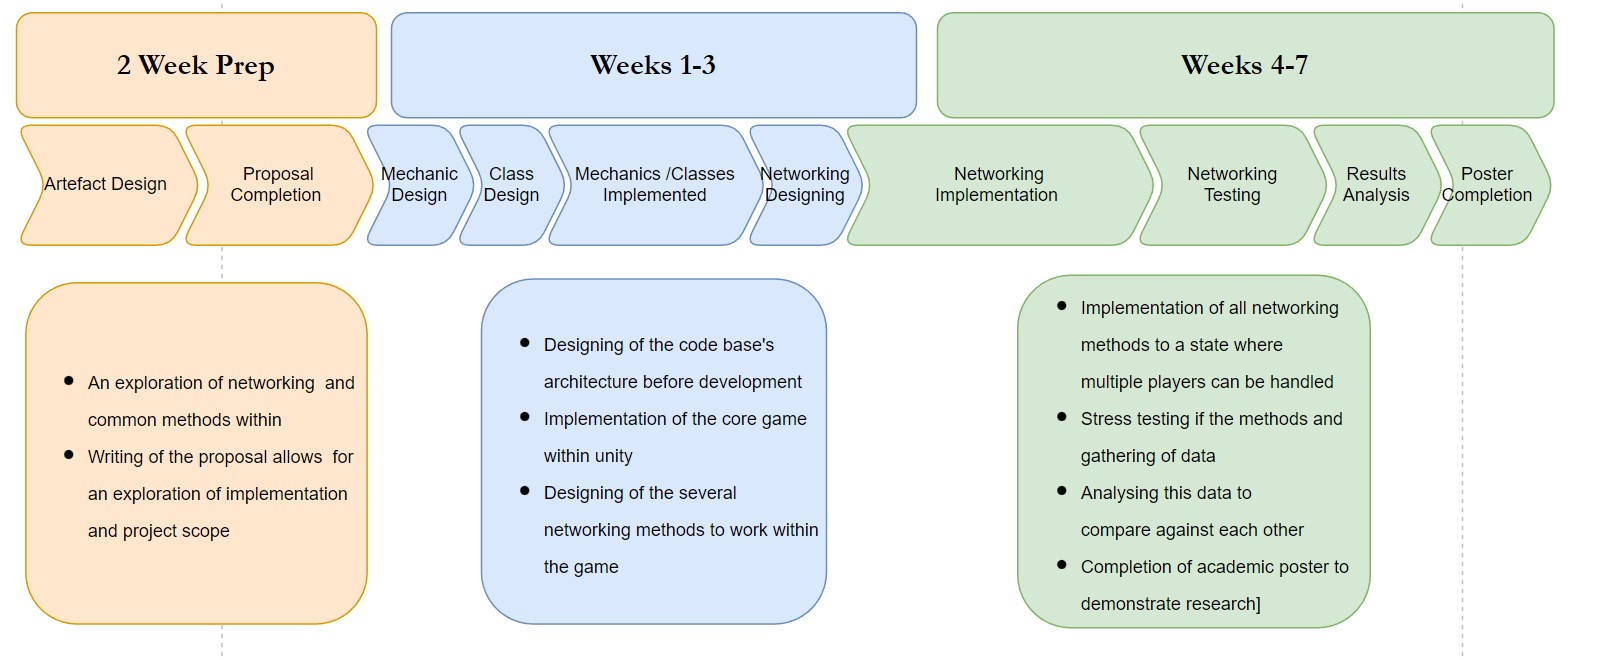 2 Week Prep
Weeks 1-3
Weeks 4-7
Artefact Design
Proposal
Completion
Mechanic
Design
Class
Design
Mechanics /Classes
Implemented
Networking
Designing
Networking
Implementation
Networking
Testing
Results
Analysis
Poster
Completion
An exploration of networking  and
common methods within
Writing of the proposal allows  for
an exploration of implementation
and project scope
Designing of the code base's
architecture before development
Implementation of the core game
within unity
Designing of the several
networking methods to work within
the game
Implementation of all networking
methods to a state where
multiple players can be handled
Stress testing if the methods and
gathering of data
Analysing this data to
compare against each other
Completion of academic poster to
demonstrate research]